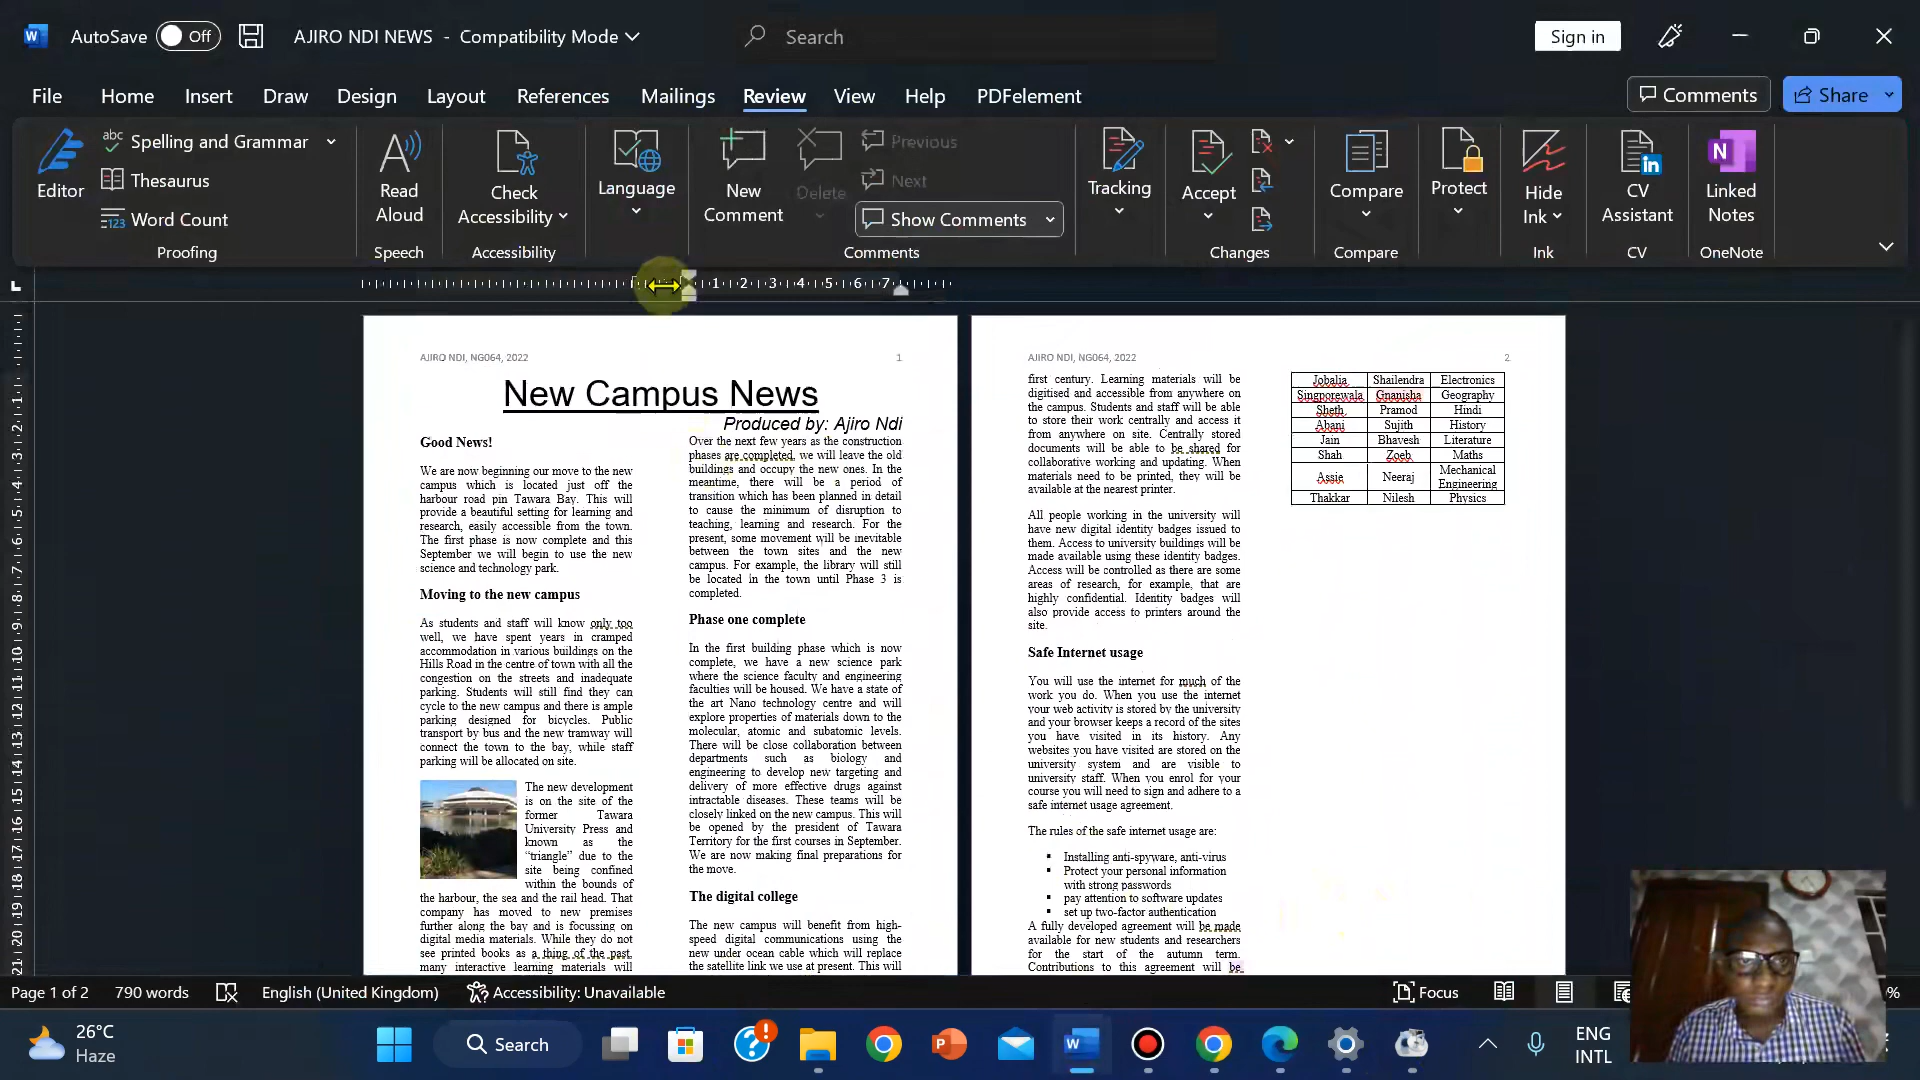 AutoSave Off AJIRO NDI NEWS - Compatibility Mode Search Sign in
File Home Insert Draw Design Layout References Mailings Review View Help PDFelement Comments Share
Editor
abc Spelling and Grammar
Thesaurus
123 Word Count
Proofing
Read
Aloud
Speech
Check
Accessibility
Accessibility
Language
New
Comment
Delete
Previous
Next
Show Comments
Comments
Tracking
Accept
Changes
Compare
Compare
Protect
Hide
Ink
Ink
CV
Assistant
CV
Linked
Notes
OneNote
1 2 3 4 5 6 7
AJIRO NDI, NG064, 2022 1
New Campus News
Produced by: Ajiro Ndi
Good News!
We are now beginning our move to the new
campus which is located just off the
harbour road pin Tawara Bay. This will
provide a beautiful setting for learning and
research, easily accessible from the town.
The first phase is now complete and this
September we will begin to use the new
science and technology park.
Moving to the new campus
As students and staff will know only too
well, we have spent years in cramped
accommodation in various buildings on the
Hills Road in the centre of town with all the
congestion on the streets and inadequate
parking. Students will still find they can
cycle to the new campus and there is ample
parking designed for bicycles. Public
transport by bus and the new tramway will
connect the town to the bay, while staff
parking will be allocated on site.
The new development
is on the site of the
former Tawara
University Press and
known as the
“triangle” due to the
site being confined
within the bounds of
the harbour, the sea and the rail head. That
company has moved to new premises
further along the bay and is focussing on
digital media materials. While they do not
see printed books as a thing of the past
many interactive learning materials will
Over the next few years as the construction
phases are completed, we will leave the old
buildings and occupy the new ones. In the
meantime, there will be a period of
transition which has been planned in detail
to cause the minimum of disruption to
teaching, learning and research. For the
present, some movement will be inevitable
between the town sites and the new
campus. For example, the library will still
be located in the town until Phase 3 is
completed.
Phase one complete
In the first building phase which is now
complete, we have a new science park
where the science faculty and engineering
faculties will be housed. We have a state of
the art Nano technology centre and will
explore properties of materials down to the
molecular, atomic and subatomic levels.
There will be close collaboration between
departments such as biology and
engineering to develop new targeting and
delivery of more effective drugs against
intractable diseases. These teams will be
closely linked on the new campus. This will
be opened by the president of Tawara
Territory for the first courses in September.
We are now making final preparations for
the move.
The digital college
The new campus will benefit from high-
speed digital communications using the
new under ocean cable which will replace
the satellite link we use at present. This will
AJIRO NDI, NG064, 2022 2
first century. Learning materials will be
digitised and accessible from anywhere on
the campus. Students and staff will be able
to store their work centrally and access it
from anywhere on site. Centrally stored
documents will be able to be shared for
collaborative working and updating. When
materials need to be printed, they will be
available at the nearest printer.
All people working in the university will
have new digital identity badges issued to
them. Access to university buildings will be
made available using these identity badges.
Access will be controlled as there are some
areas of research, for example, that are
highly confidential. Identity badges will
also provide access to printers around the
site.
Safe Internet usage
You will use the internet for much of the
work you do. When you use the internet
your web activity is stored by the university
and your browser keeps a record of the sites
you have visited in its history. Any
websites you have visited are stored on the
university system and are visible to
university staff. When you enrol for your
course you will need to sign and adhere to a
safe internet usage agreement.
The rules of the safe internet usage are:
▪ Installing anti-spyware, anti-virus
▪ Protect your personal information
with strong passwords
▪ pay attention to software updates
▪ set up two-factor authentication
A fully developed agreement will be made
available for new students and researchers
for the start of the autumn term.
Contributions to this agreement will be
Jobalia Shailendra Electronics
Singporewala Gnanisha Geography
Sheth Pramod Hindi
Abani Sujith History
Jain Bhavesh Literature
Shah Zoeb Maths
Assie Neeraj Mechanical
Engineering
Thakkar Nilesh Physics
1 2 3 4 5 6 7 8 9 10 11 12 13 14 15 16 17 18 19 20 21
Page 1 of 2 790 words English (United Kingdom) Accessibility: Unavailable Focus %
26°C
Haze
Search
ENG
INTL